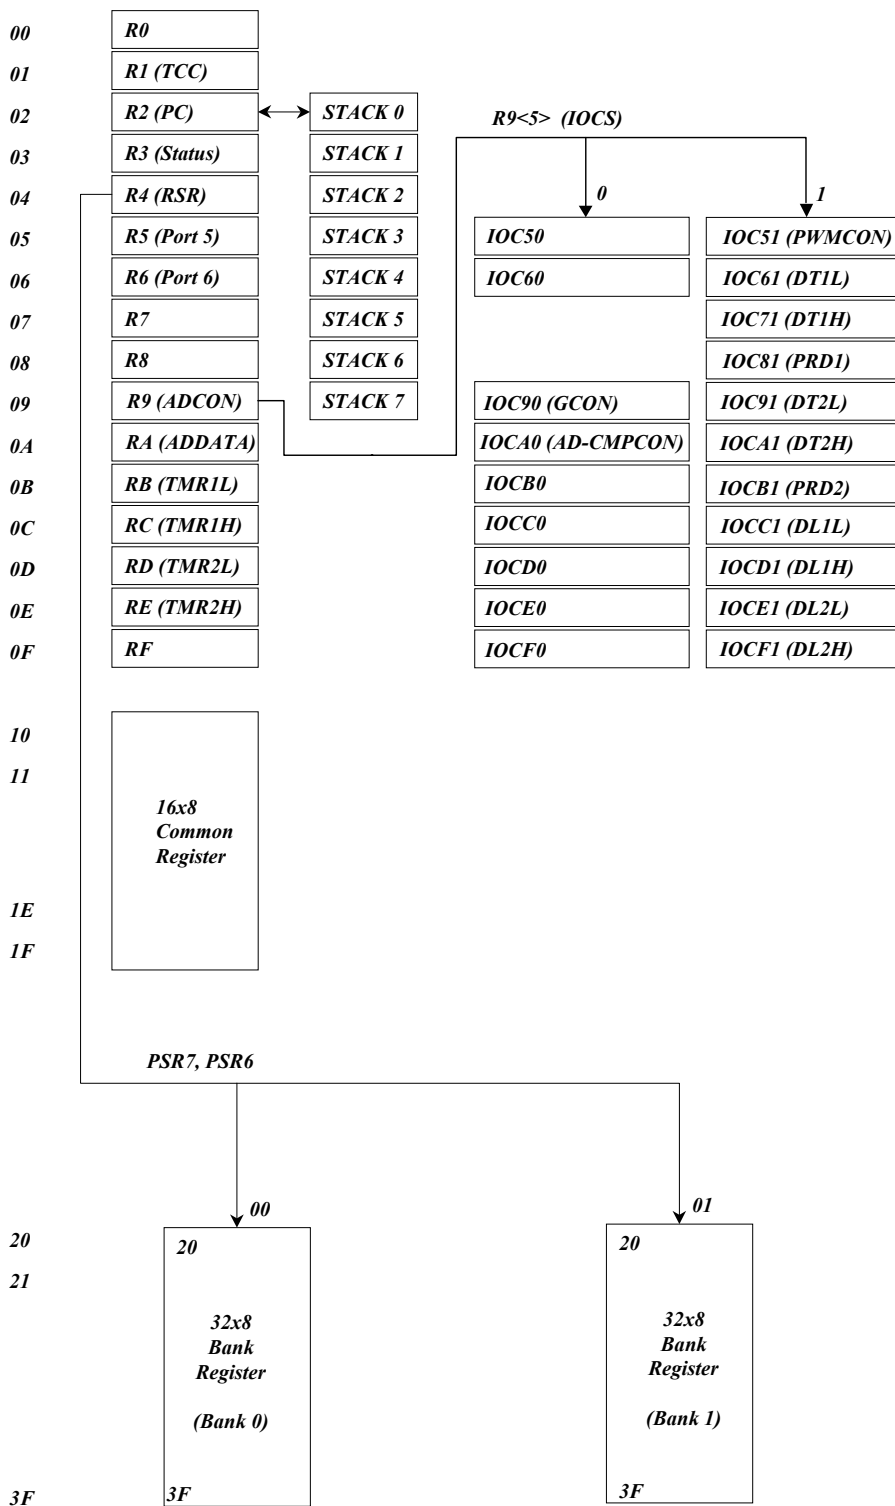 00 R0
01 R1 (TCC)
02 R2 (PC) STACK 0 R9<5> (IOCS)
03 R3 (Status) STACK 1
04 R4 (RSR) STACK 2 0 1
05 R5 (Port 5) STACK 3 IOC50 IOC51 (PWMCON)
06 R6 (Port 6) STACK 4 IOC60 IOC61 (DT1L)
07 R7 STACK 5 IOC71 (DT1H)
08 R8 STACK 6 IOC81 (PRD1)
09 R9 (ADCON) STACK 7 IOC90 (GCON) IOC91 (DT2L)
0A RA (ADDATA) IOCA0 (AD-CMPCON) IOCA1 (DT2H)
0B RB (TMR1L) IOCB0 IOCB1 (PRD2)
0C RC (TMR1H) IOCC0 IOCC1 (DL1L)
0D RD (TMR2L) IOCD0 IOCD1 (DL1H)
0E RE (TMR2H) IOCE0 IOCE1 (DL2L)
0F RF IOCF0 IOCF1 (DL2H)
10
11
16x8
Common
Register
1E
1F
PSR7, PSR6
00 01
20 20 20
21
32x8 32x8
Bank Bank
Register Register
(Bank 0) (Bank 1)
3F 3F 3F